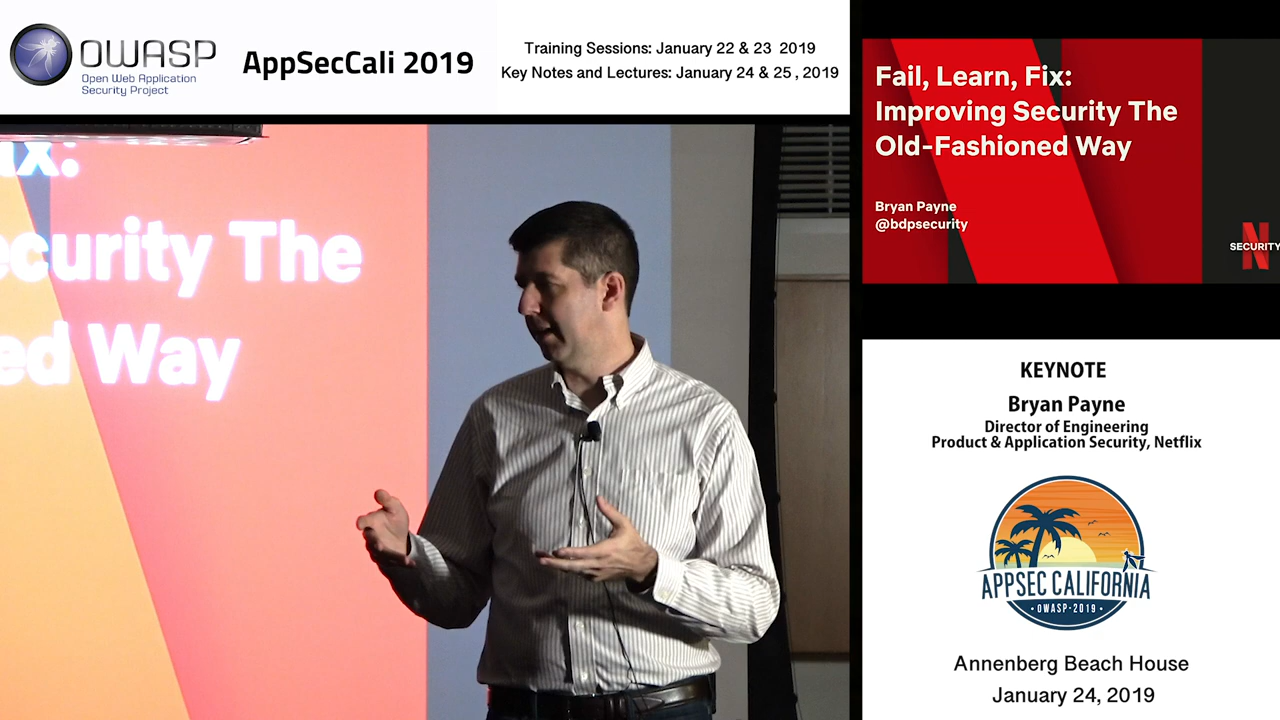 OWASP
Open Web Application
Security Project
AppSecCali 2019
Training Sessions: January 22 & 23 2019
Key Notes and Lectures: January 24 & 25 , 2019
ix:
ecurity The
ed Way
Fail, Learn, Fix:
Improving Security The
Old-Fashioned Way
Bryan Payne
@bdpsecurity
N
SECURITY
KEYNOTE
Bryan Payne
Director of Engineering
Product & Application Security, Netflix
APPSEC CALIFORNIA
• OWASP•2019 •
Annenberg Beach House
January 24, 2019